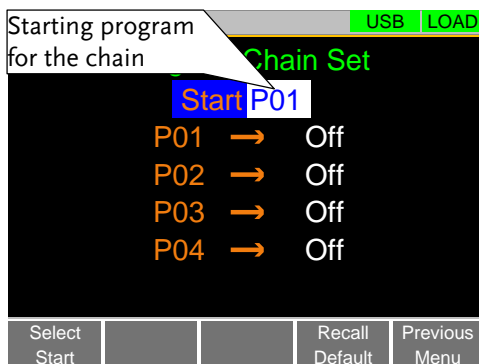 Starting program
for the chain
USB LOAD
Chain Set
Start P01
P01 → Off
P02 → Off
P03 → Off
P04 → Off
Select Start
Recall Default
Previous Menu